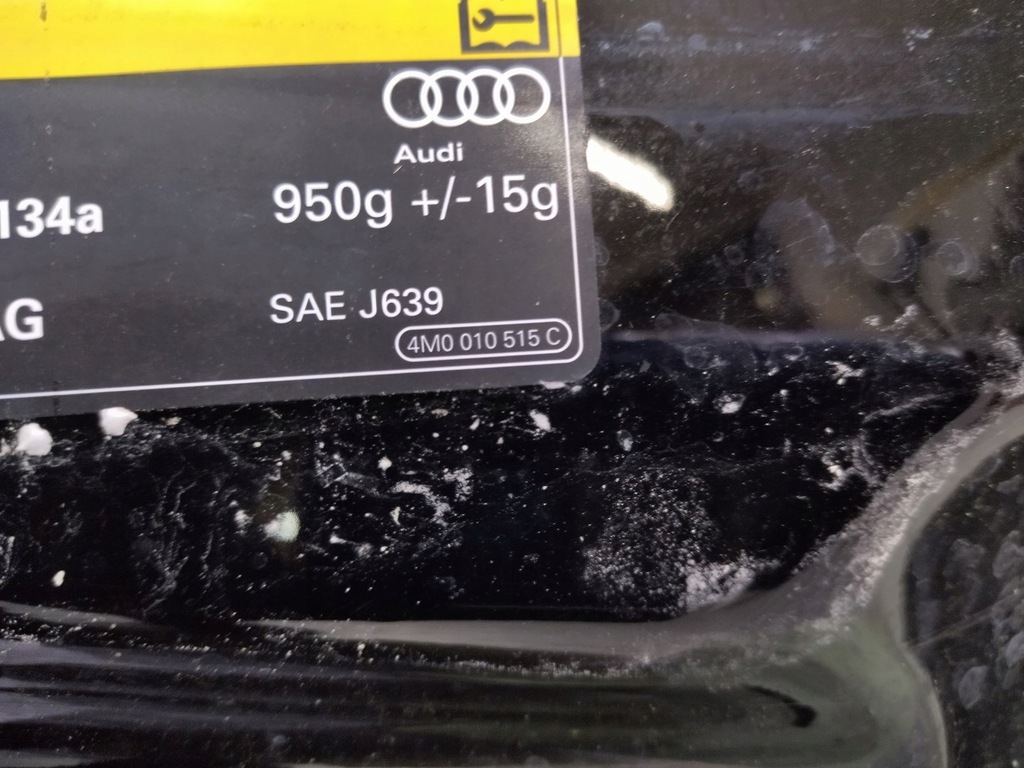 Audi
134a 950g +/-15g
AG SAE J639
4M0 010 515 C